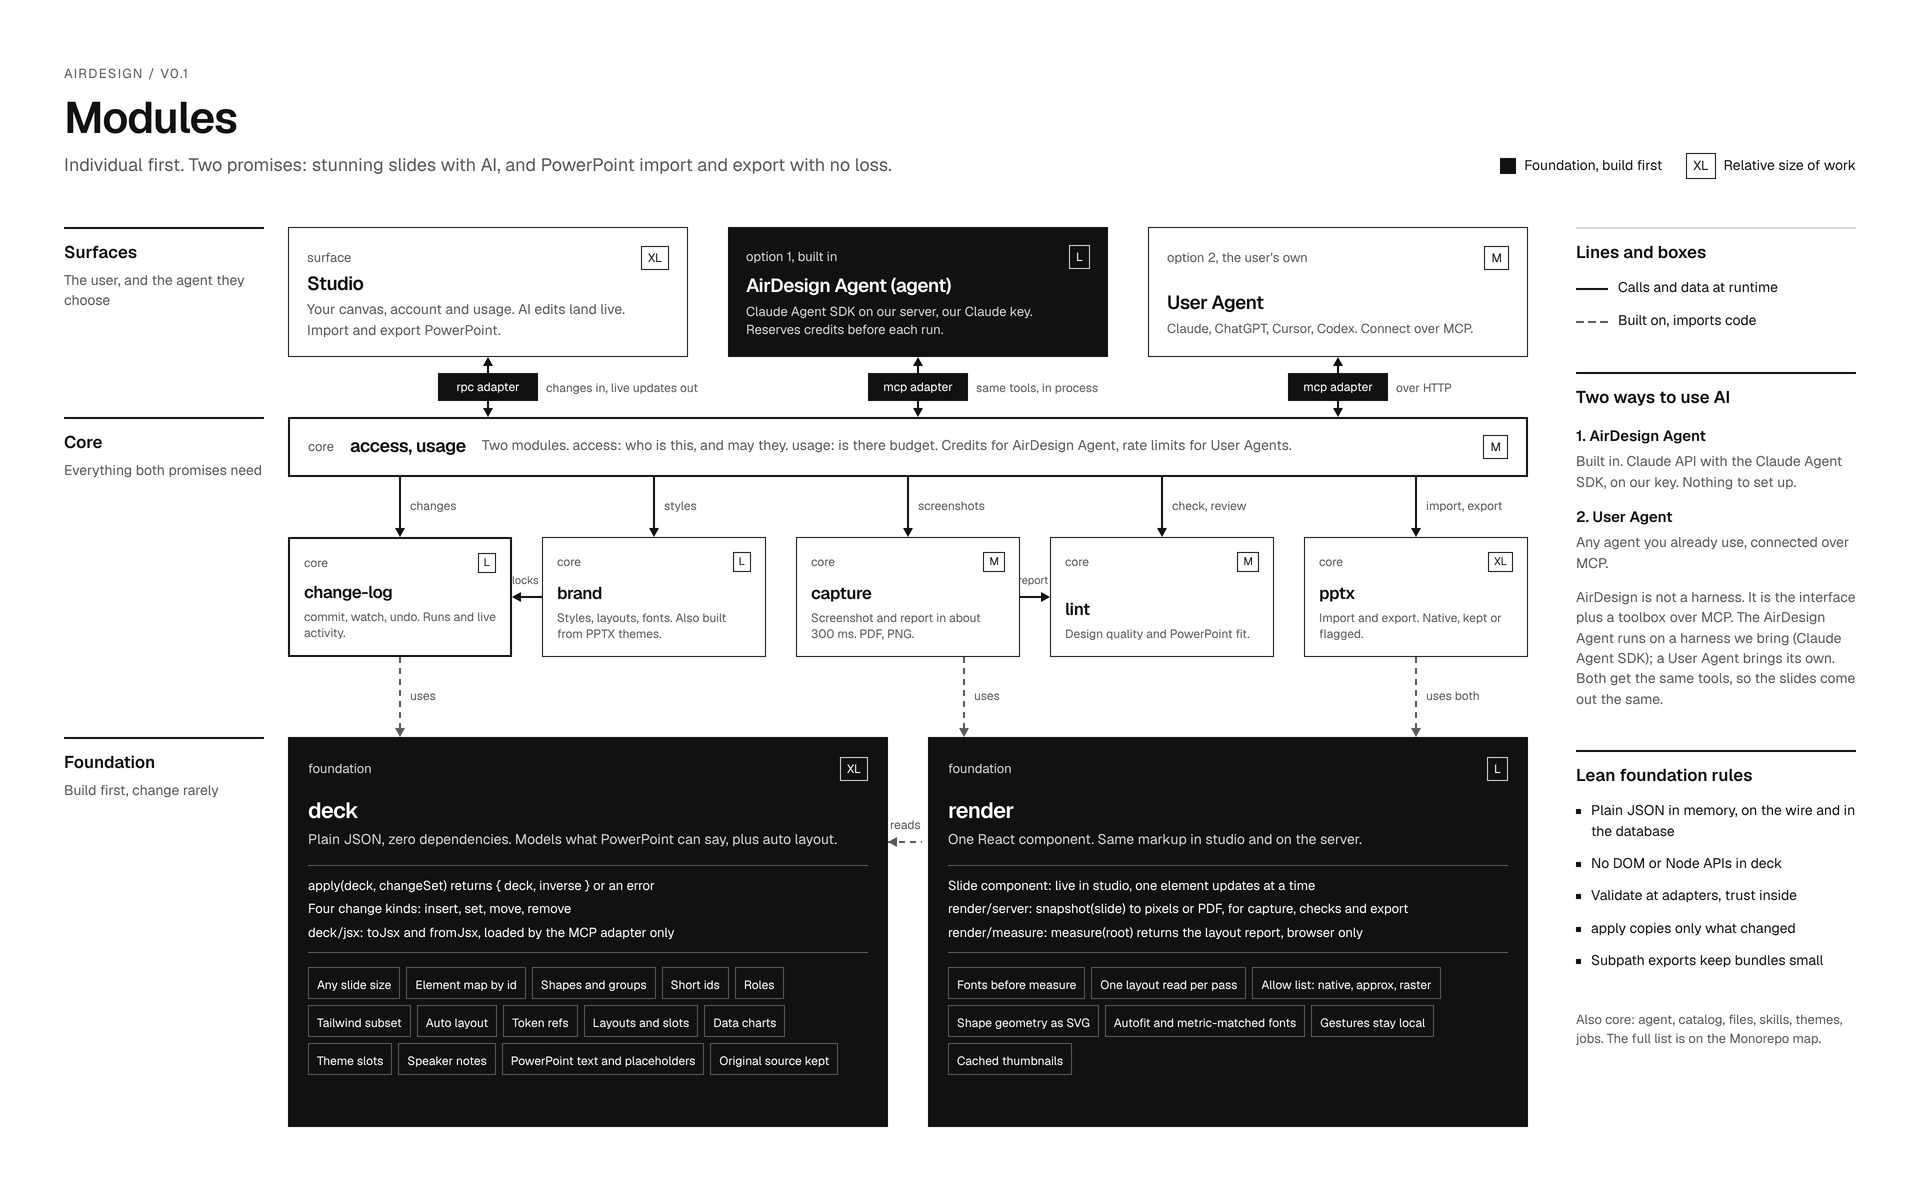 AIRDESIGN / V0.1
Modules
Individual first. Two promises: stunning slides with AI, and PowerPoint import and export with no loss.
Foundation, build first
XL
Relative size of work
Surfaces
The user, and the agent they
choose
surface
XL
Studio
Your canvas, account and usage. AI edits land live.
Import and export PowerPoint.
option 1, built in
L
AirDesign Agent (agent)
Claude Agent SDK on our server, our Claude key.
Reserves credits before each run.
option 2, the user's own
M
User Agent
Claude, ChatGPT, Cursor, Codex. Connect over MCP.
rpc adapter
changes in, live updates out
mcp adapter
same tools, in process
mcp adapter
over HTTP
Core
Everything both promises need
core
access, usage
Two modules. access: who is this, and may they. usage: is there budget. Credits for AirDesign Agent, rate limits for User Agents.
M
changes
styles
screenshots
check, review
import, export
core
L
change-log
commit, watch, undo. Runs and live
activity.
locks
core
L
brand
Styles, layouts, fonts. Also built
from PPTX themes.
core
M
capture
Screenshot and report in about
300 ms. PDF, PNG.
report
core
M
lint
Design quality and PowerPoint fit.
core
XL
pptx
Import and export. Native, kept or
flagged.
uses
uses
uses both
Foundation
Build first, change rarely
foundation
XL
deck
Plain JSON, zero dependencies. Models what PowerPoint can say, plus auto layout.
apply(deck, changeSet) returns { deck, inverse } or an error
Four change kinds: insert, set, move, remove
deck/jsx: toJsx and fromJsx, loaded by the MCP adapter only
Any slide size
Element map by id
Shapes and groups
Short ids
Roles
Tailwind subset
Auto layout
Token refs
Layouts and slots
Data charts
Theme slots
Speaker notes
PowerPoint text and placeholders
Original source kept
reads
foundation
L
render
One React component. Same markup in studio and on the server.
Slide component: live in studio, one element updates at a time
render/server: snapshot(slide) to pixels or PDF, for capture, checks and export
render/measure: measure(root) returns the layout report, browser only
Fonts before measure
One layout read per pass
Allow list: native, approx, raster
Shape geometry as SVG
Autofit and metric-matched fonts
Gestures stay local
Cached thumbnails
Lines and boxes
Calls and data at runtime
Built on, imports code
Two ways to use AI
1. AirDesign Agent
Built in. Claude API with the Claude Agent
SDK, on our key. Nothing to set up.
2. User Agent
Any agent you already use, connected over
MCP.
AirDesign is not a harness. It is the interface
plus a toolbox over MCP. The AirDesign
Agent runs on a harness we bring (Claude
Agent SDK); a User Agent brings its own.
Both get the same tools, so the slides come
out the same.
Lean foundation rules
Plain JSON in memory, on the wire and in
the database
No DOM or Node APIs in deck
Validate at adapters, trust inside
apply copies only what changed
Subpath exports keep bundles small
Also core: agent, catalog, files, skills, themes,
jobs. The full list is on the Monorepo map.